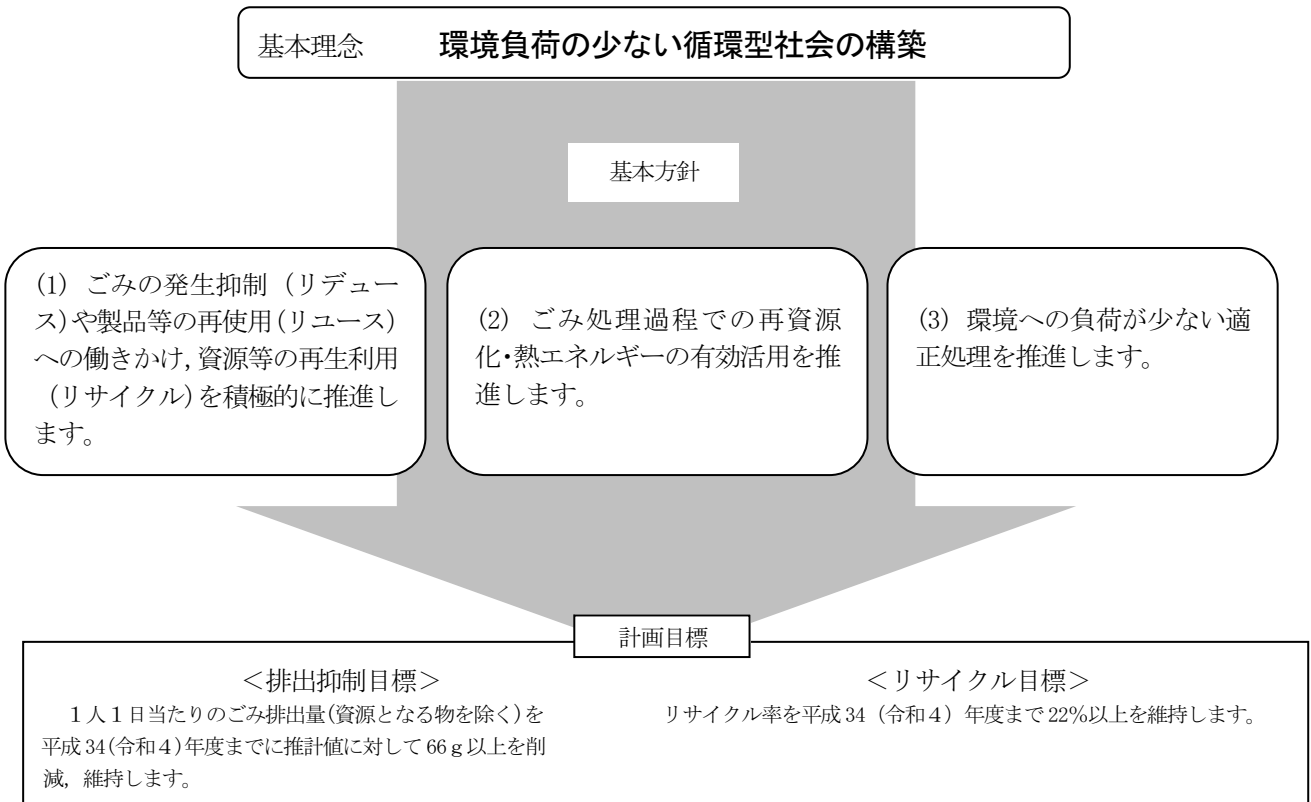 基本理念　環境負荷の少ない循環型社会の構築
基本方針
(1) ごみの発生抑制（リデュー
ス)や製品等の再使用(リユース)
への働きかけ,資源等の再生利用
（リサイクル)を積極的に推進し
ます。
(2) ごみ処理過程での再資源
化・熱エネルギーの有効活用を推
進します。
(3) 環境への負荷が少ない適
正処理を推進します。
計画目標
＜排出抑制目標＞
１人１日当たりのごみ排出量(資源となる物を除く)を
平成 34(令和４)年度までに推計値に対して 66ｇ以上を削
減，維持します。
＜リサイクル目標＞
リサイクル率を平成 34（令和４）年度まで 22%以上を維持します。